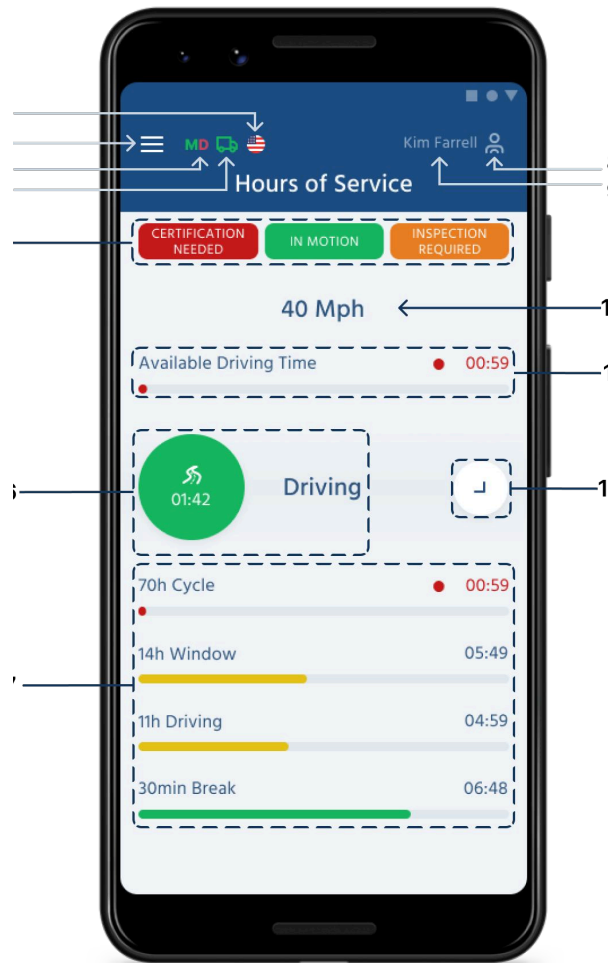 MD
Kim Farrell
Hours of Service
CERTIFICATION
NEEDED
IN MOTION
INSPECTION
REQUIRED
40 Mph
Available Driving Time 00:59
01:42
Driving
70h Cycle 00:59
14h Window 05:49
11h Driving 04:59
30min Break 06:48